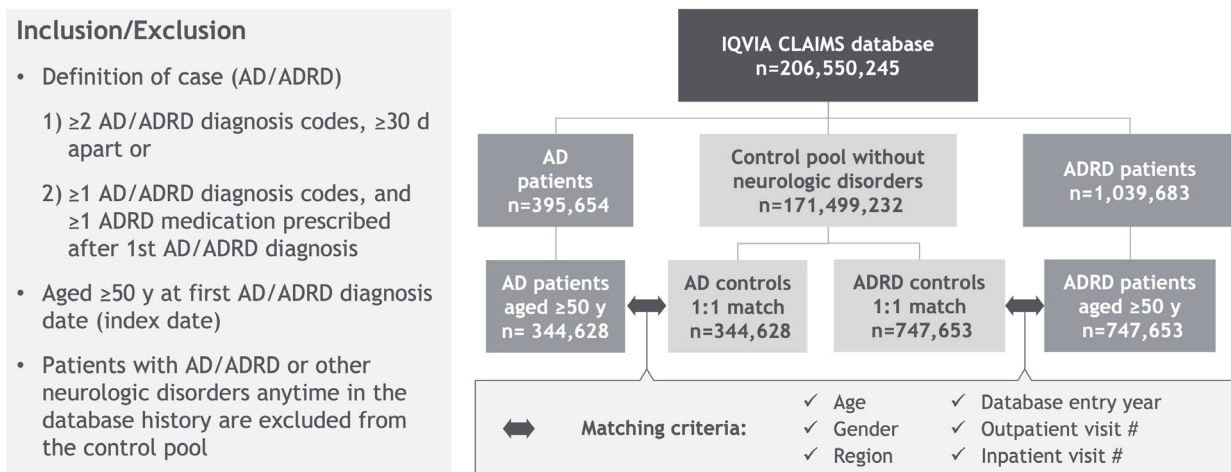 Inclusion/Exclusion
• Definition of case (AD/ADRD)
1) ≥2 AD/ADRD diagnosis codes, ≥30 d
apart or
2) ≥1 AD/ADRD diagnosis codes, and
≥1 ADRD medication prescribed
after 1st AD/ADRD diagnosis
• Aged ≥50 y at first AD/ADRD diagnosis
date (index date)
• Patients with AD/ADRD or other
neurologic disorders anytime in the
database history are excluded from
the control pool
IQVIA CLAIMS database
n=206,550,245
AD
patients
n=395,654
Control pool without
neurologic disorders
n=171,499,232
ADRD patients
n=1,039,683
AD patients
aged ≥50 y
n= 344,628
AD controls
1:1 match
n=344,628
ADRD controls
1:1 match
n=747,653
ADRD patients
aged ≥50 y
n=747,653
Matching criteria:
✓ Age
✓ Gender
✓ Region
✓ Database entry year
✓ Outpatient visit #
✓ Inpatient visit #